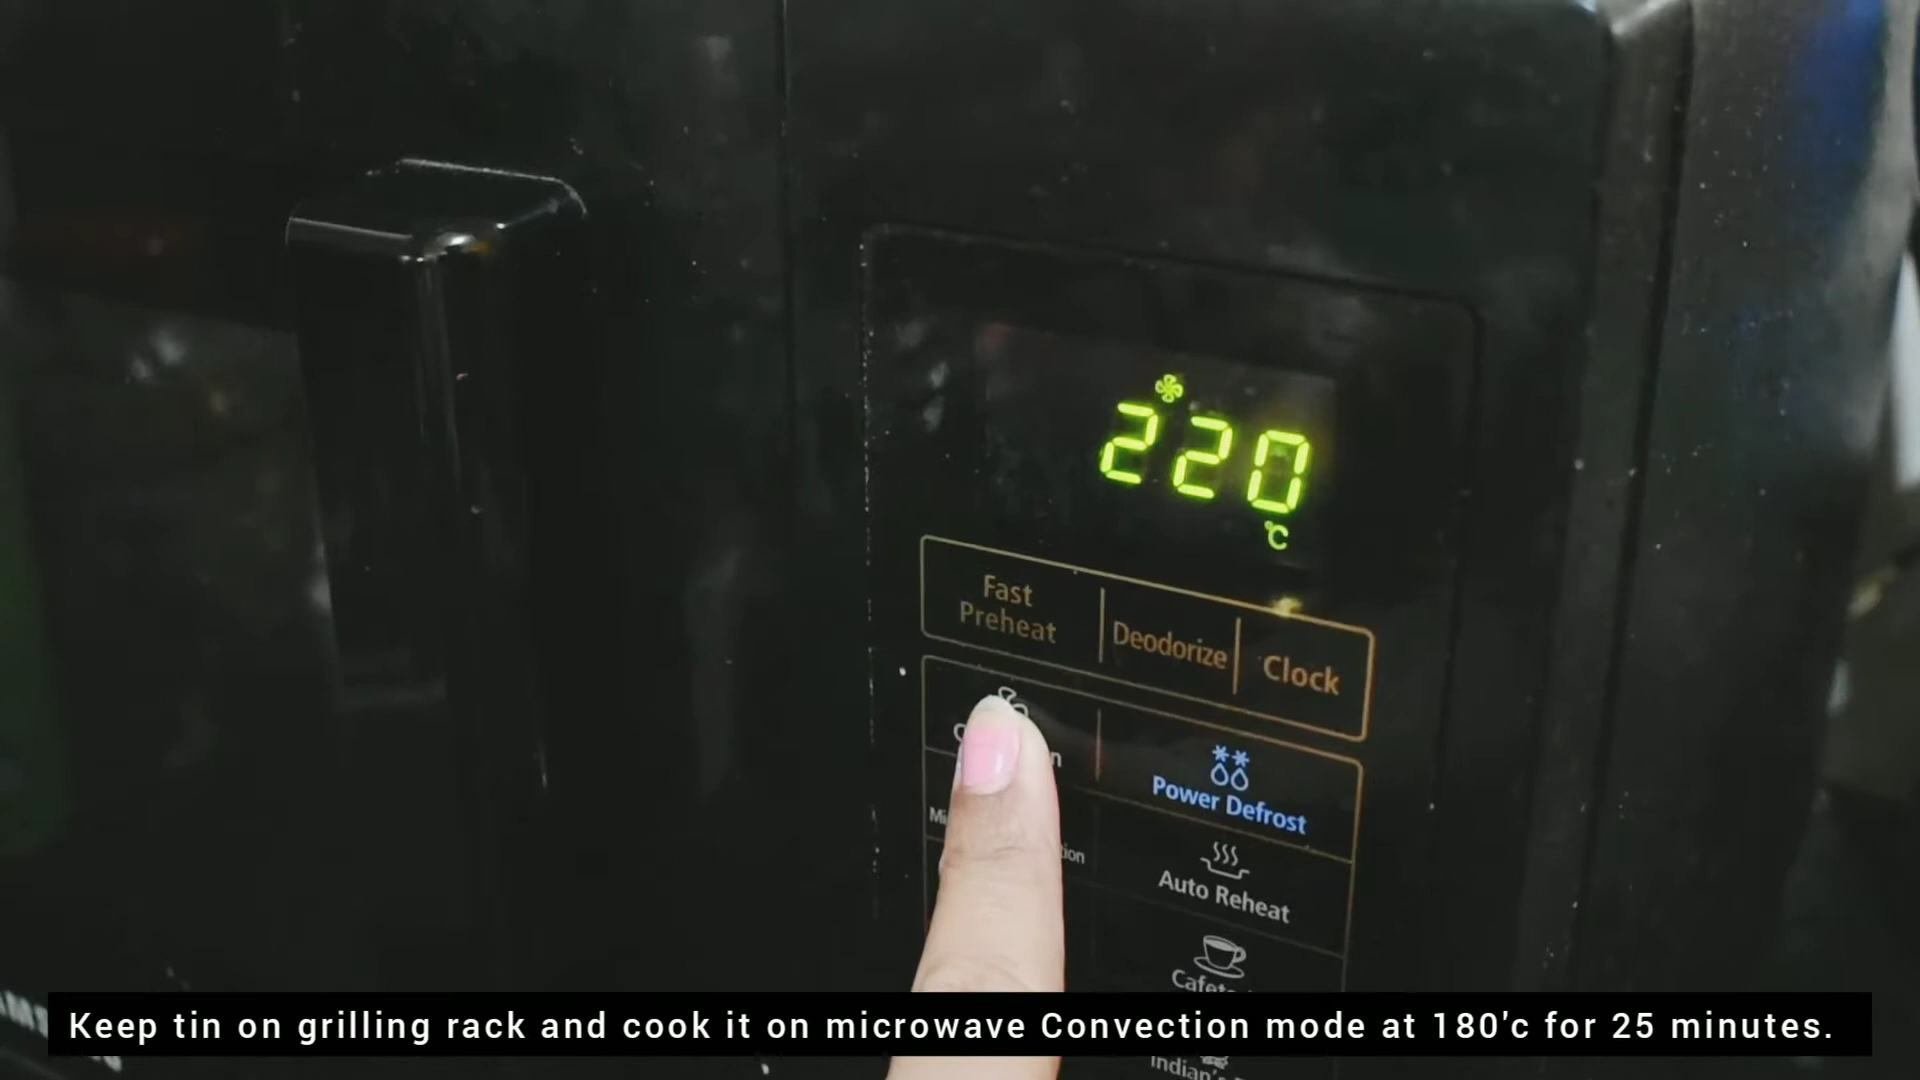 220
°C
Fast
Preheat
Deodorize
Clock
Power Defrost
Auto Reheat
Keep tin on grilling rack and cook it on microwave Convection mode at 180'c for 25 minutes.
Indian's